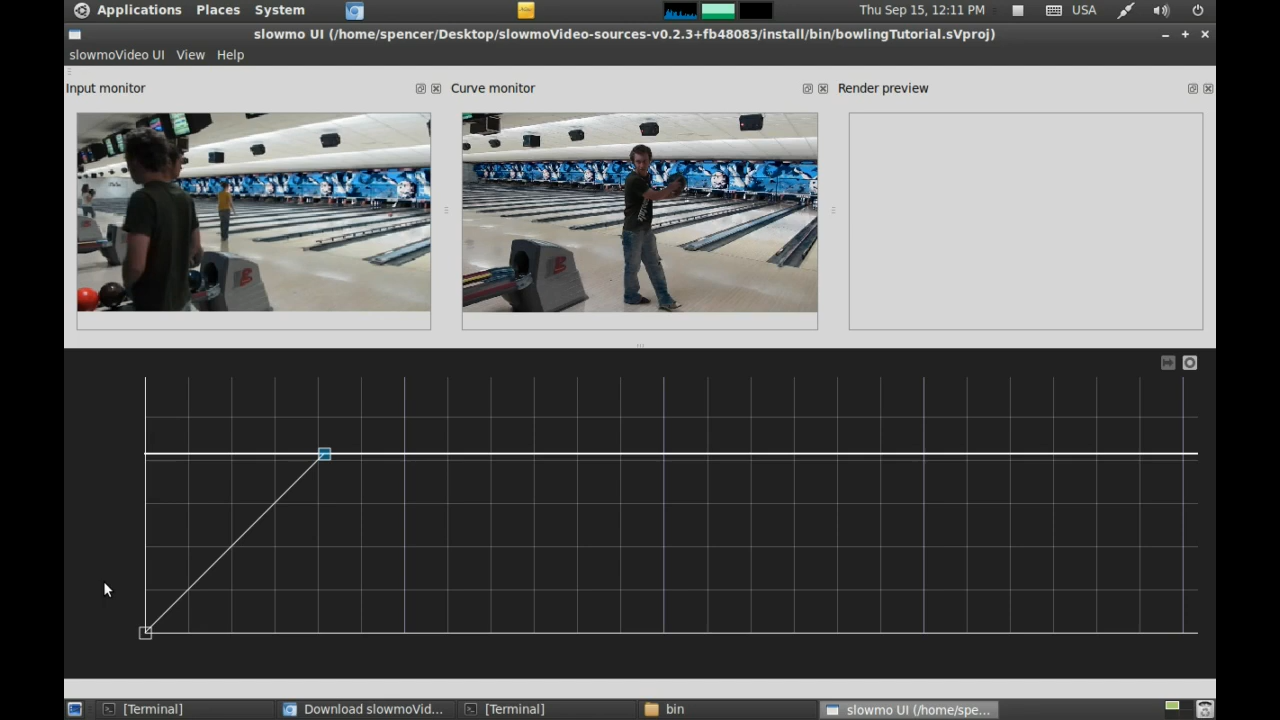 Applications Places System Thu Sep 15, 12:11 PM USA
slowmo UI (/home/spencer/Desktop/slowmoVideo-sources-v0.2.3+fb48083/install/bin/bowlingTutorial.sVproj)
slowmoVideo UI View Help
Input monitor Curve monitor Render preview
[Terminal] Download slowmoVid... [Terminal] bin slowmo UI (/home/spe...